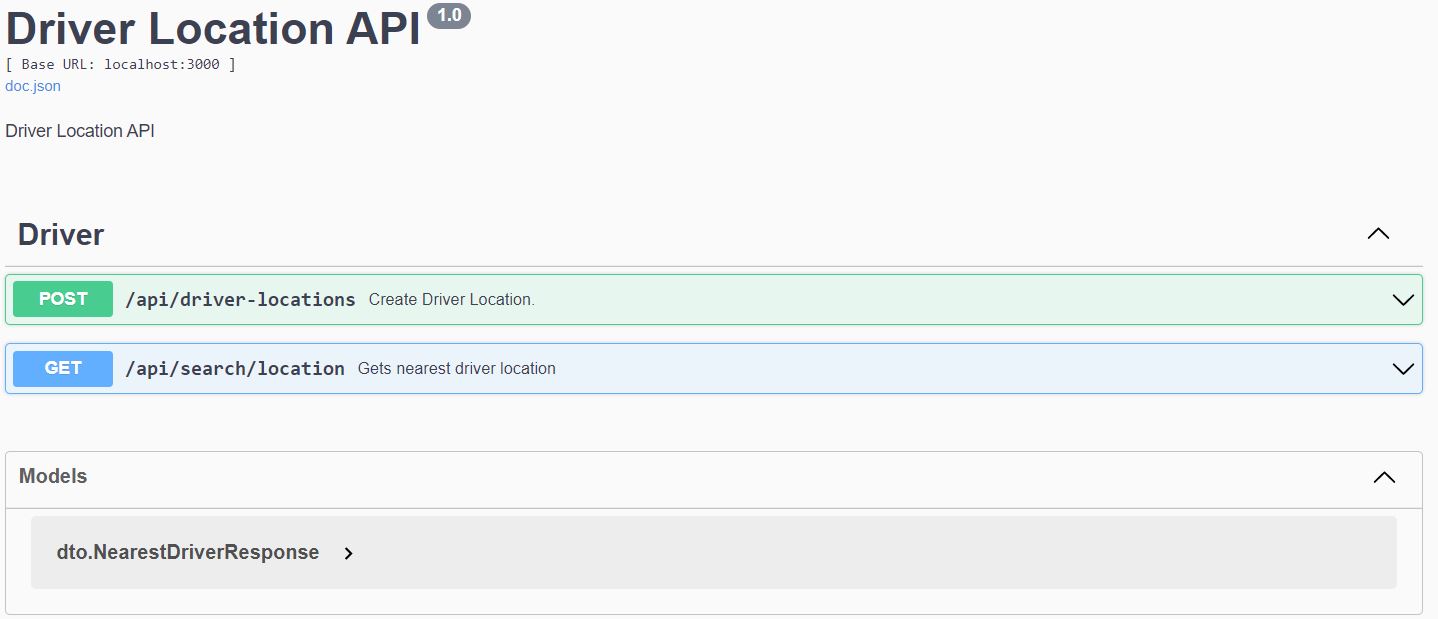 Driver Location API 1.0
[ Base URL: localhost:3000 ]
doc.json
Driver Location API
Driver
POST /api/driver-locations Create Driver Location.
GET /api/search/location Gets nearest driver location
Models
dto.NearestDriverResponse